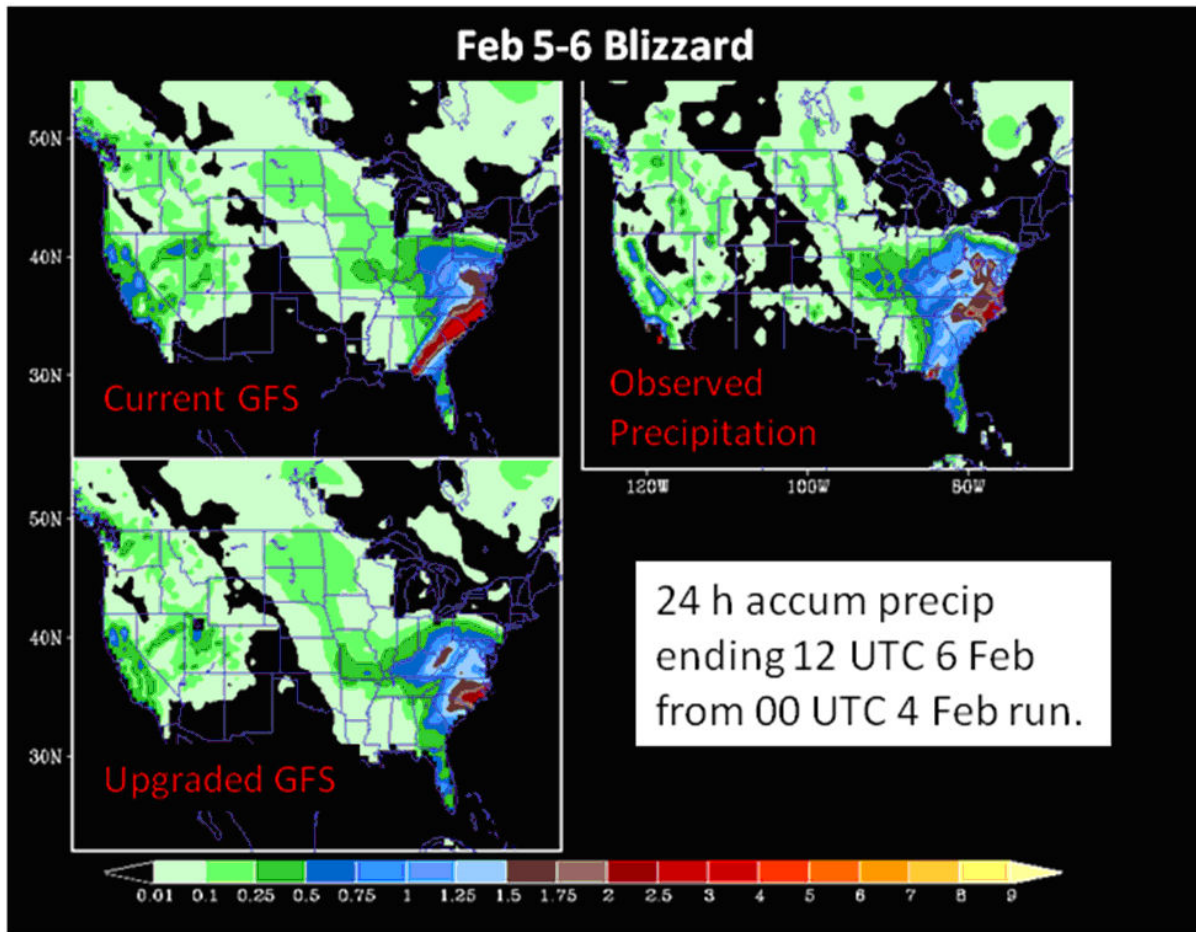 Feb 5-6 Blizzard
50N
40N
30N
Current GFS
Observed
Precipitation
120W 100W 80W
50N
40N
30N
Upgraded GFS
24 h accum precip
ending 12 UTC 6 Feb
from 00 UTC 4 Feb run.
0.01 0.1 0.25 0.5 0.75 1 1.25 1.5 1.75 2 2.5 3 4 5 6 7 8 9